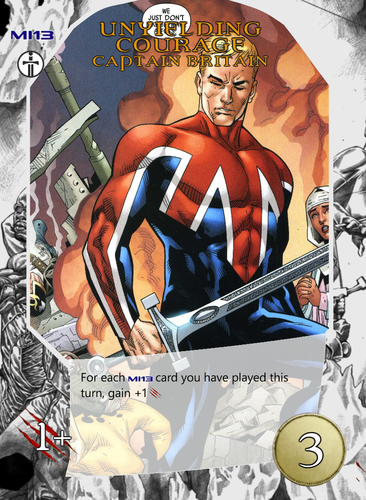 WE
JUST DON'T
UNYIELDING
COURAGE
CAPTAIN BRITAIN
MI13
For each MI13 card you have played this
turn, gain +1
1+
3